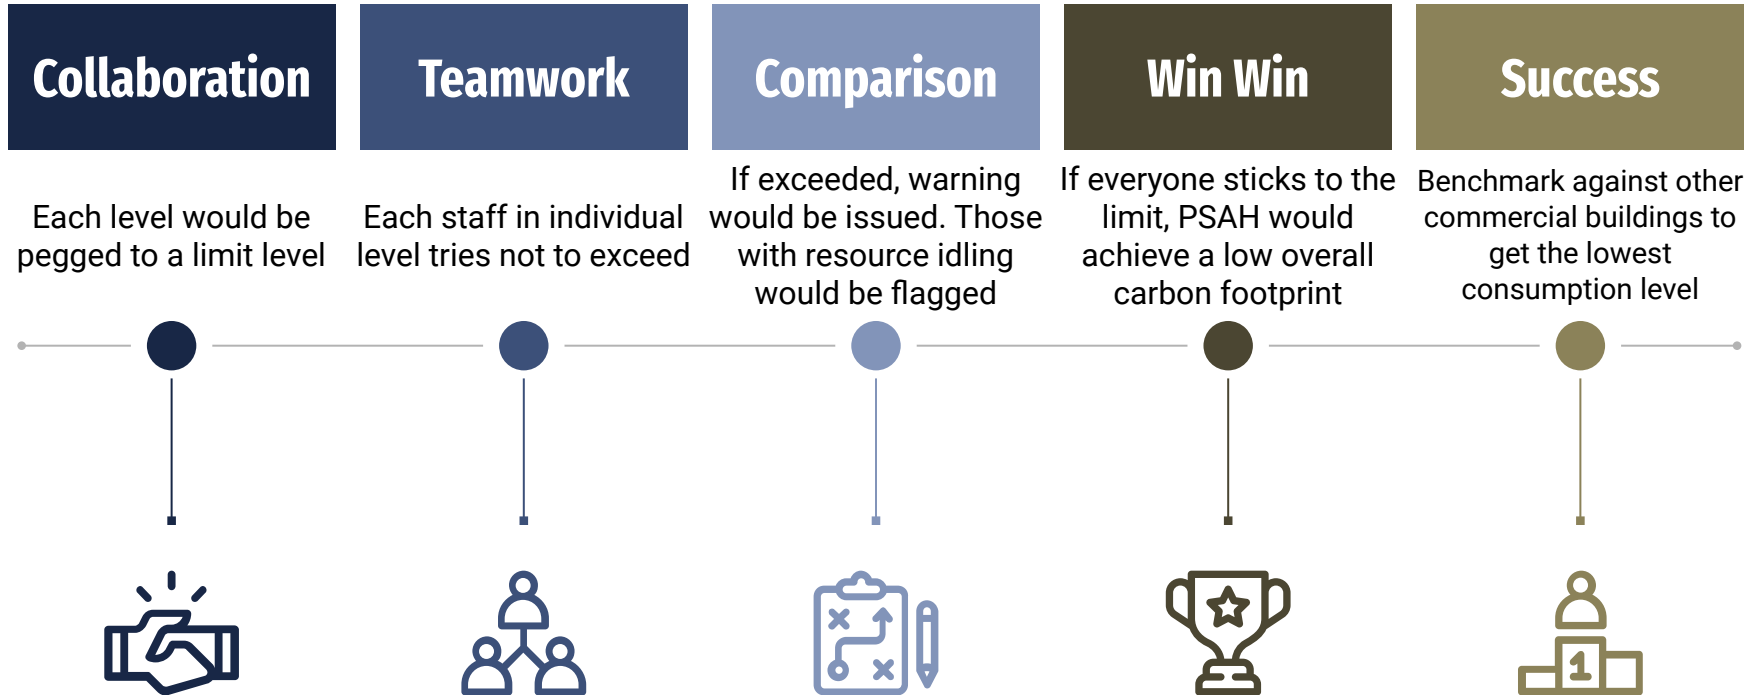 Collaboration
Each level would be
pegged to a limit level
Teamwork
Each staff in individual
level tries not to exceed
Comparison
If exceeded, warning
would be issued. Those
with resource idling
would be flagged
Win Win
If everyone sticks to the
limit, PSAH would
achieve a low overall
carbon footprint
Success
Benchmark against other
commercial buildings to
get the lowest
consumption level
1